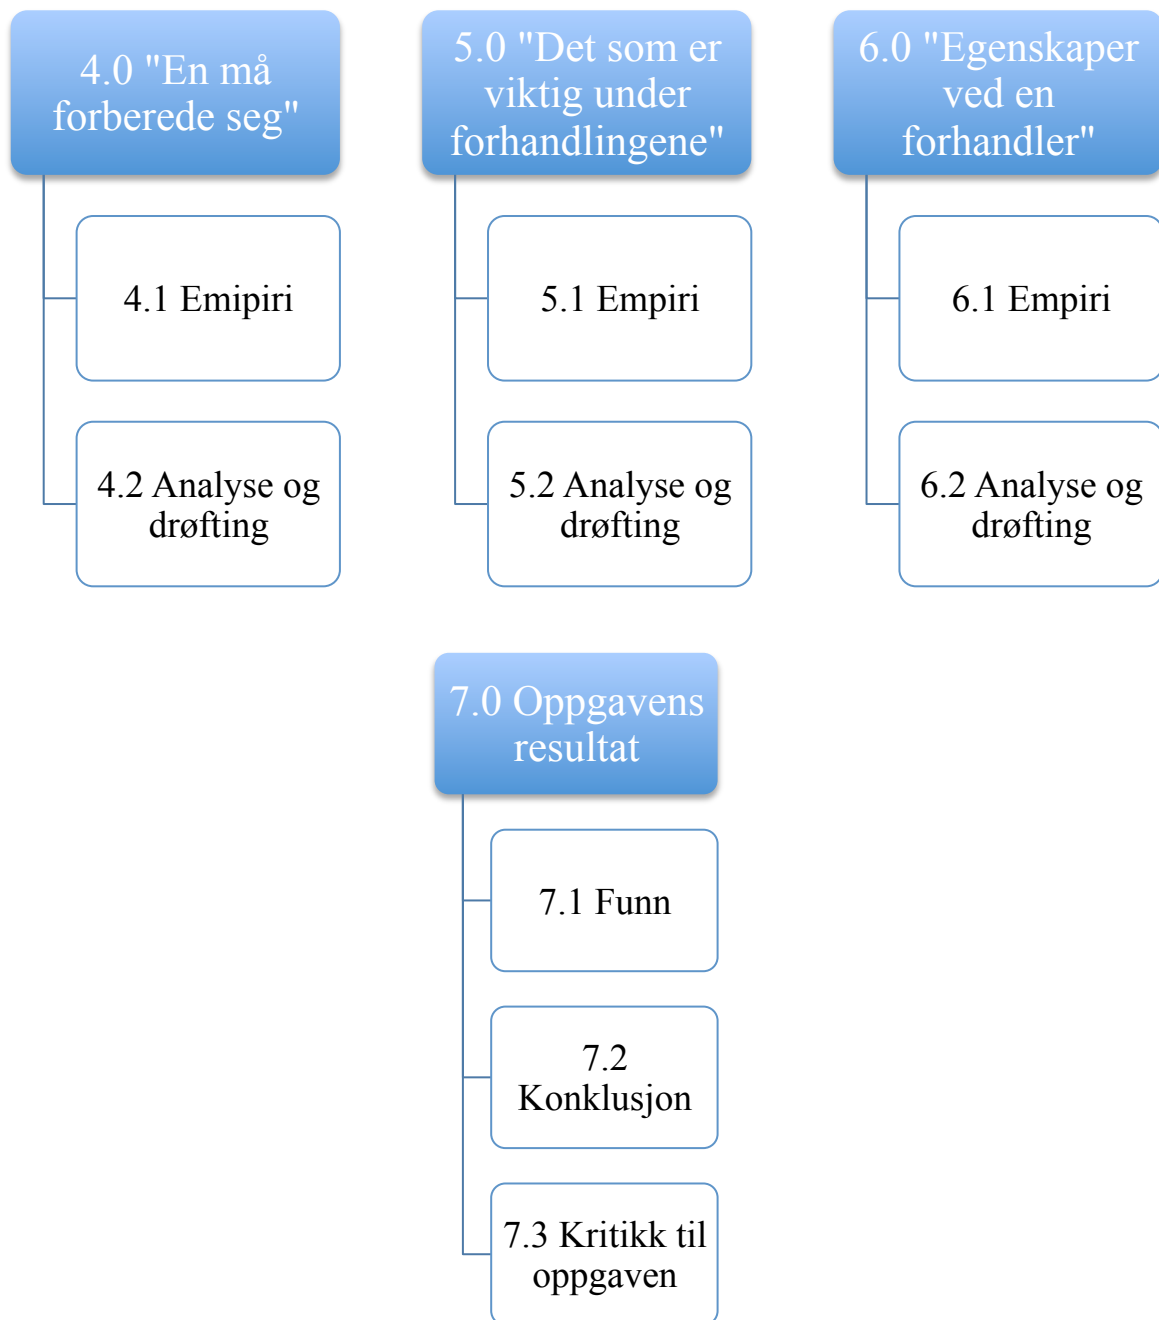 4.0 "En må
forberede seg"
4.1 Emipiri
4.2 Analyse og
drøfting
5.0 "Det som er
viktig under
forhandlingene"
5.1 Empiri
5.2 Analyse og
drøfting
6.0 "Egenskaper
ved en
forhandler"
6.1 Empiri
6.2 Analyse og
drøfting
7.0 Oppgavens
resultat
7.1 Funn
7.2
Konklusjon
7.3 Kritikk til
oppgaven